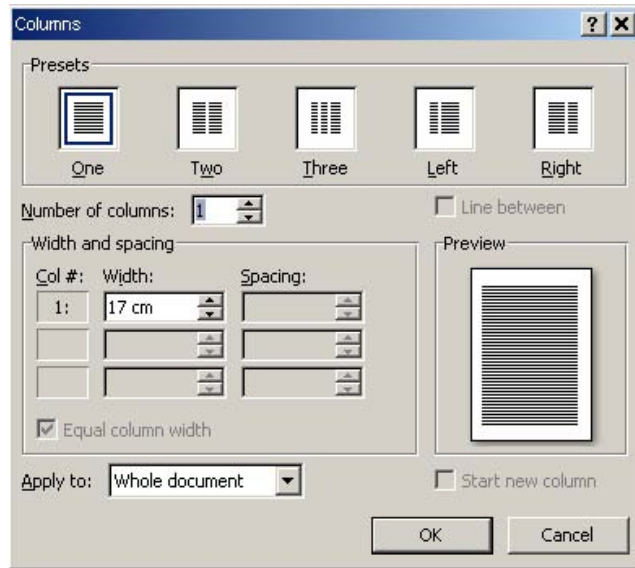 Columns
Presets
One Two Three Left Right
Number of columns: 1 Line between
Width and spacing Preview
Col #: Width: Spacing:
1: 17 cm
Equal column width
Apply to: Whole document Start new column
OK Cancel